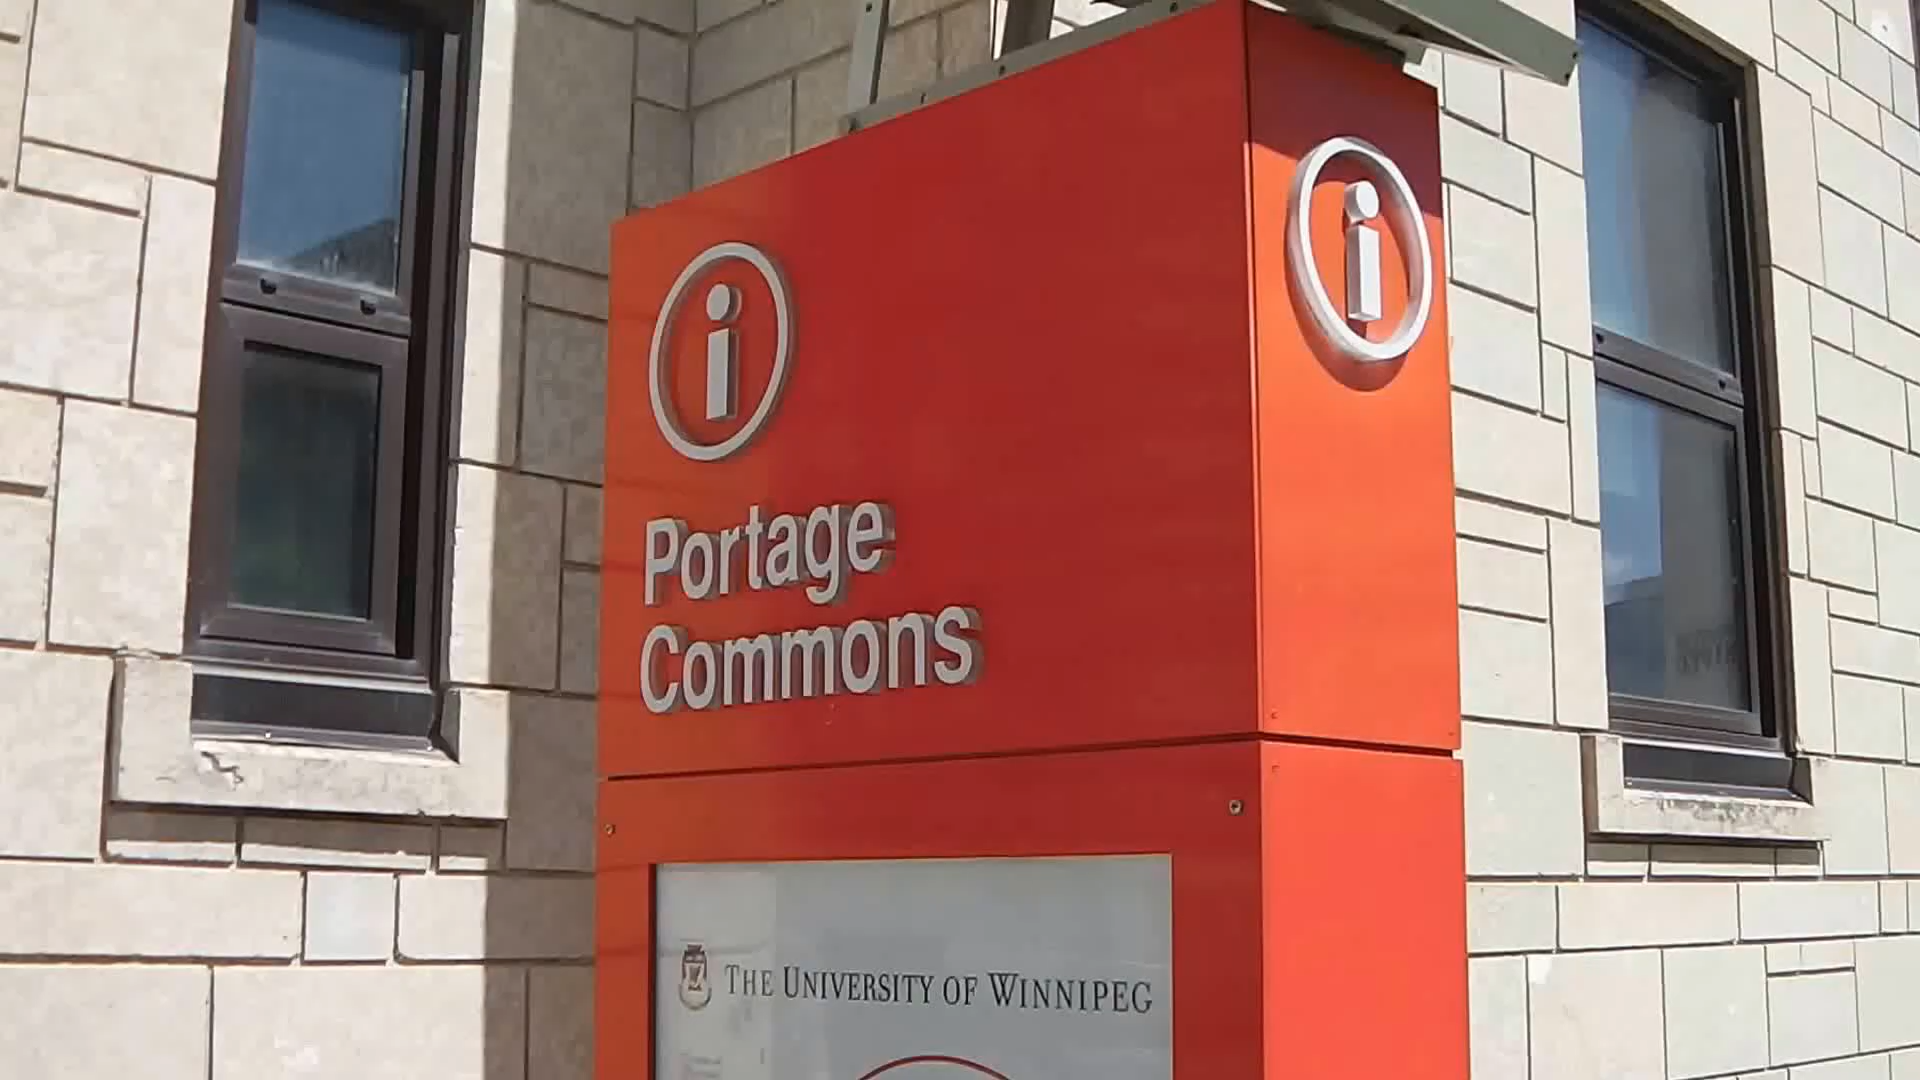 i
i
Portage
Commons
THE UNIVERSITY OF WINNIPEG